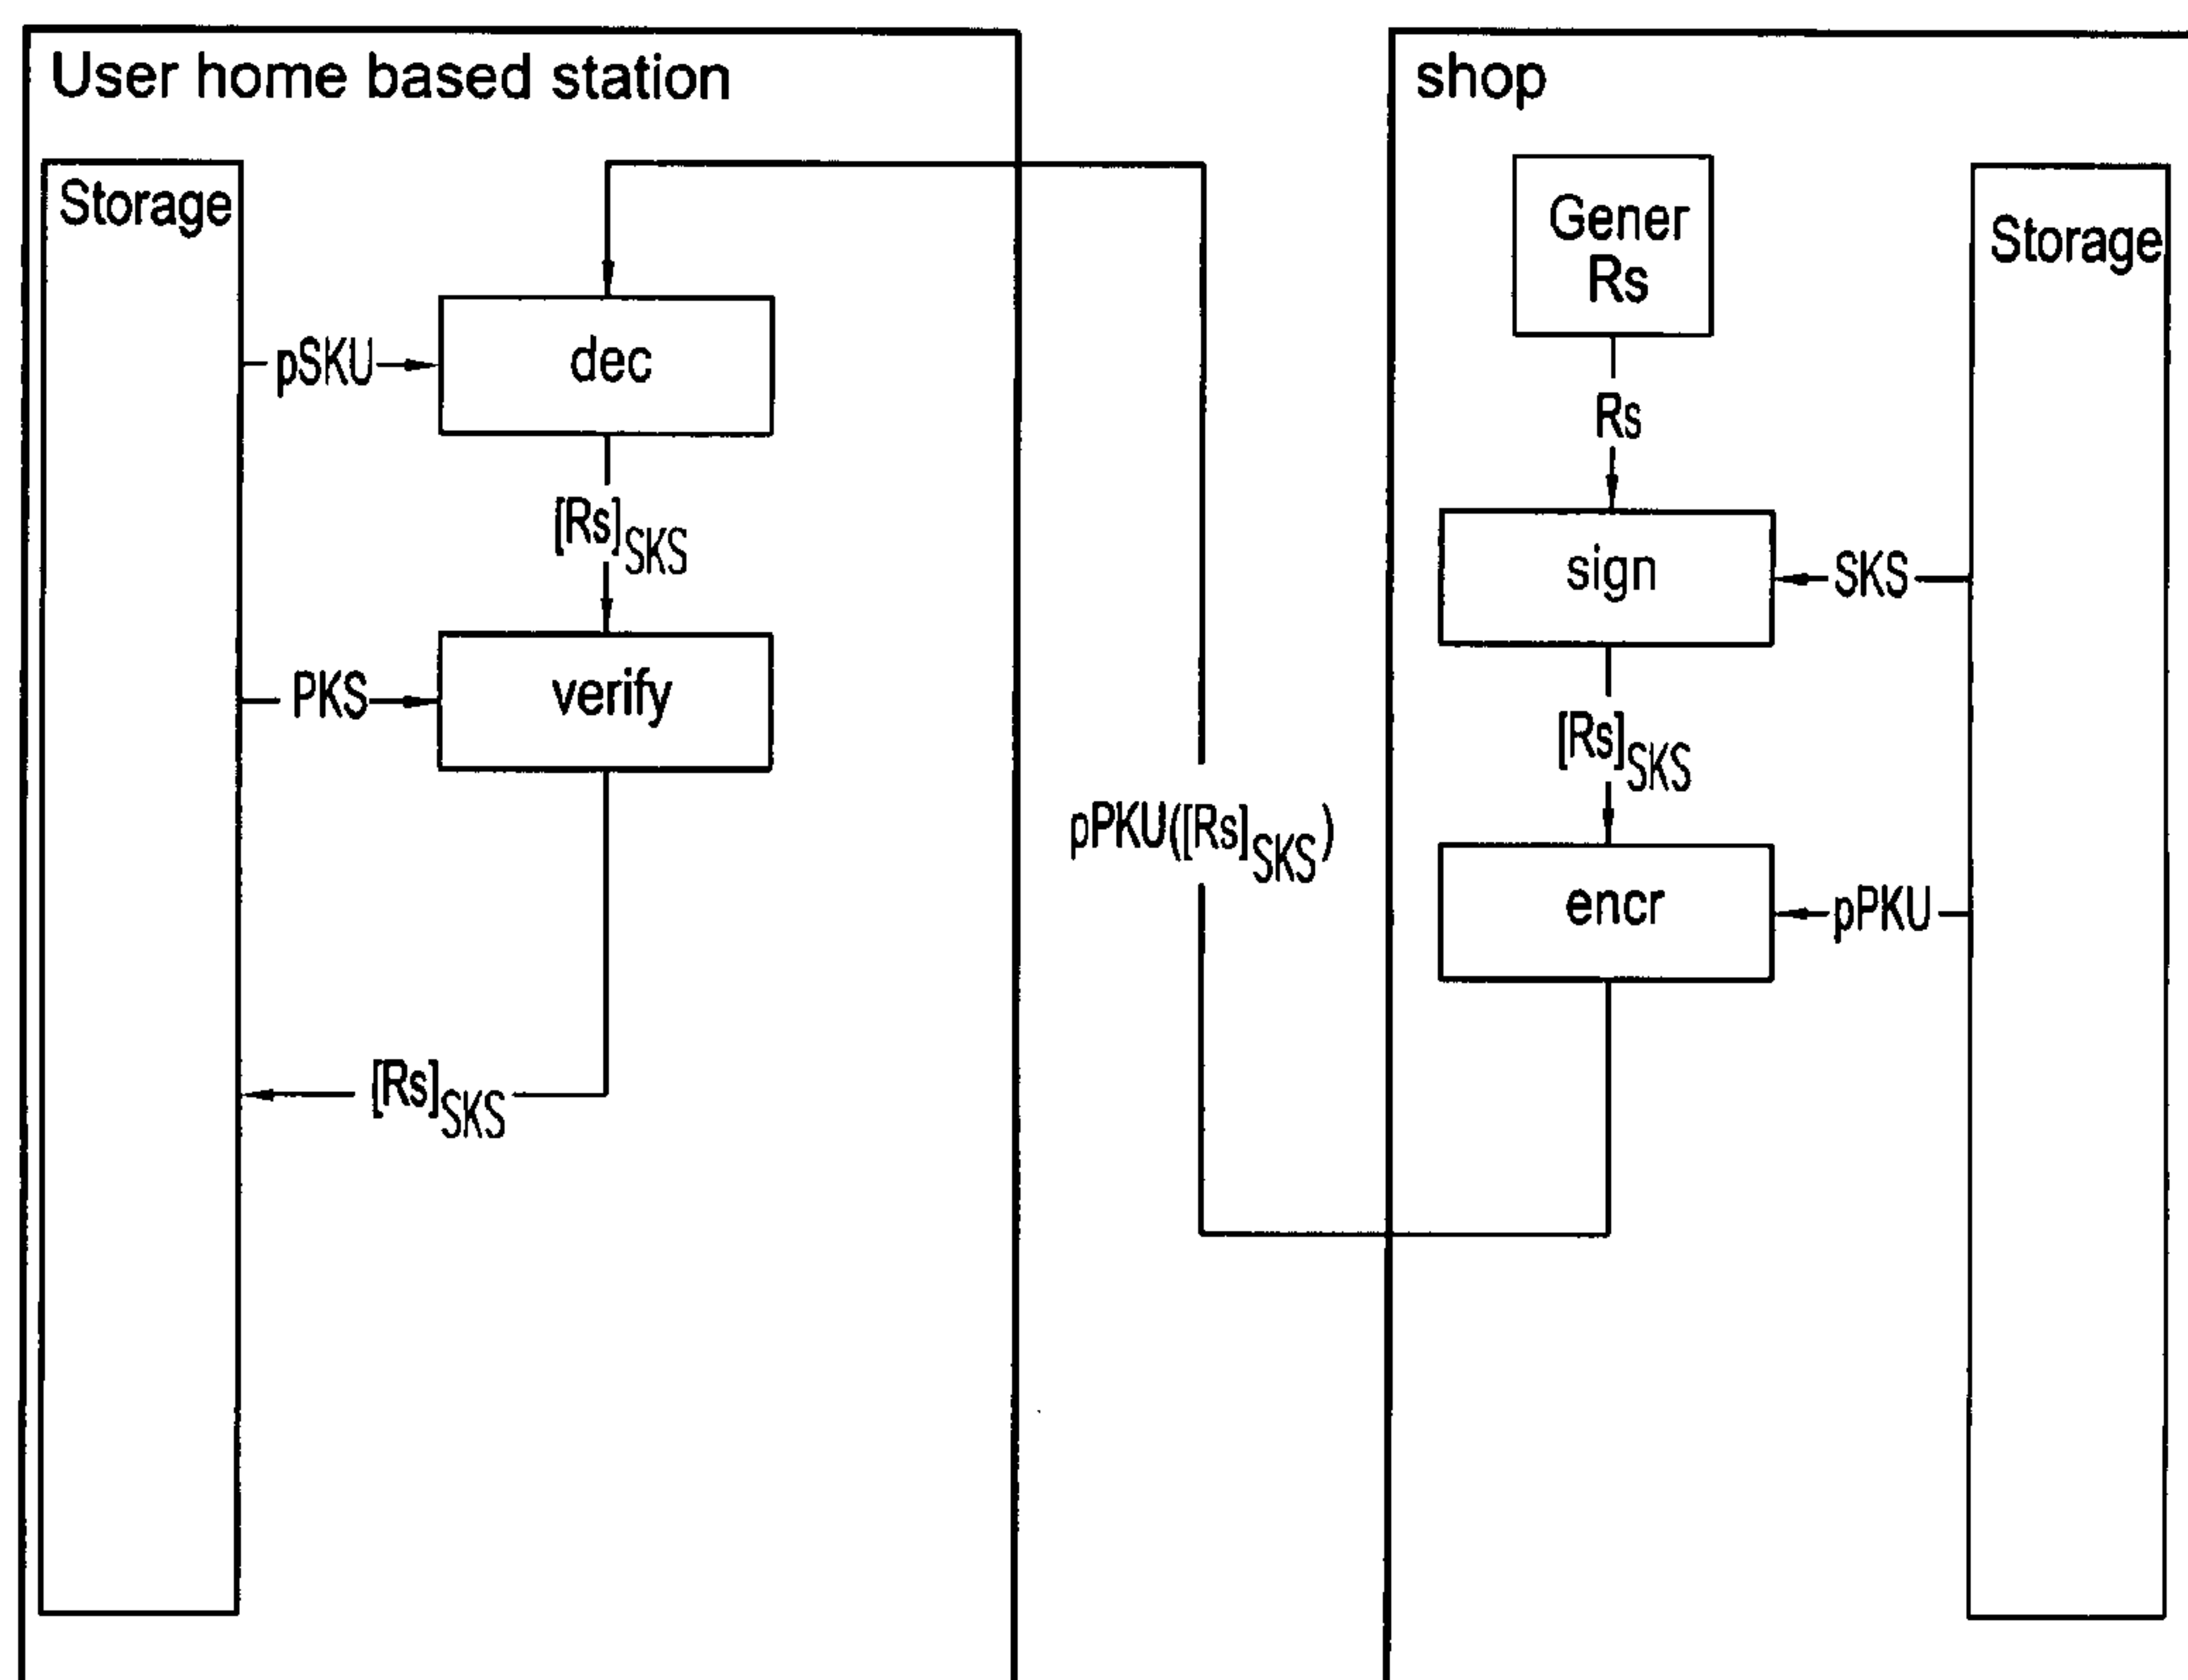 User home based station
Storage
pSKU
dec
[Rs]SKS
PKS
verify
[Rs]SKS
pPKU([Rs]SKS)
shop
Gener
Rs
Storage
Rs
sign
SKS
[Rs]SKS
encr
pPKU